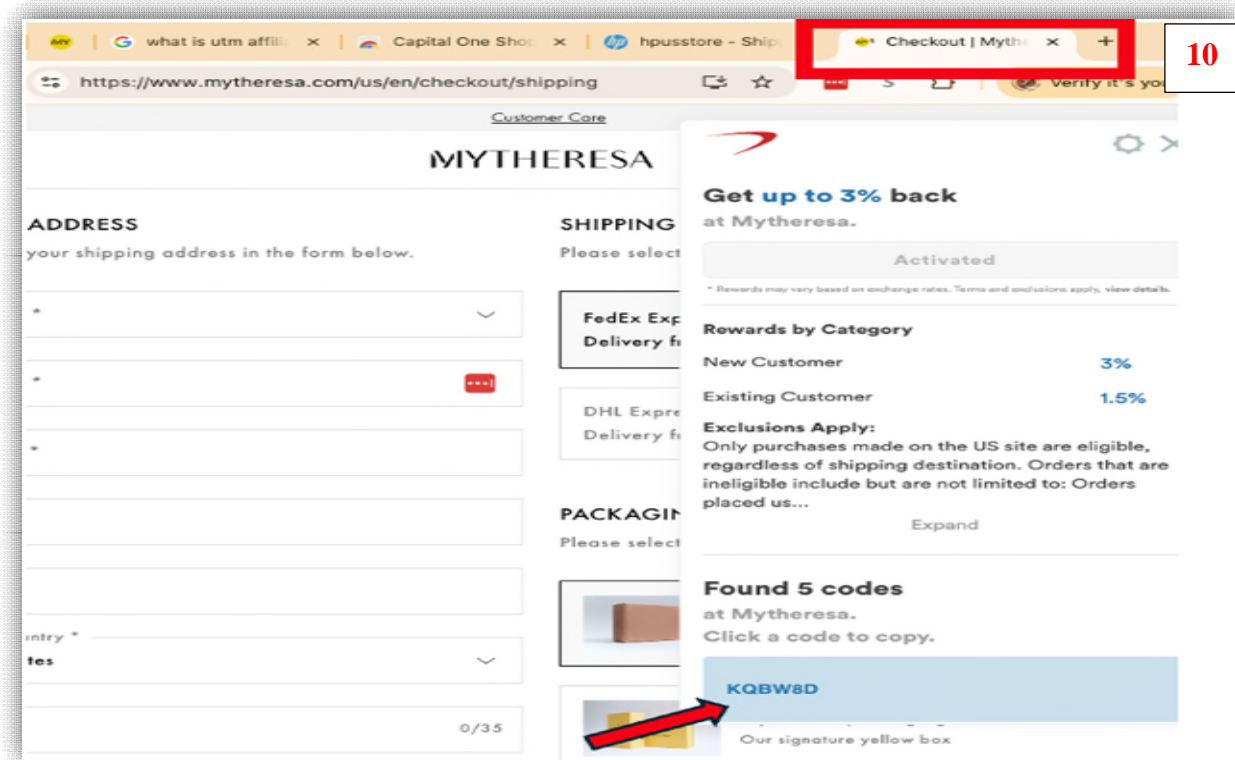 what is utm affili
Capital One Sho
hpusstore - Ship
Checkout | Myth
10
https://www.mytheresa.com/us/en/checkout/shipping
Verify it's yo
Customer Care
MYTHERESA
ADDRESS
your shipping address in the form below.
*
*
*
entry *
tes
0/35
SHIPPING
Please select
FedEx Exp
Delivery f
DHL Expre
Delivery f
PACKAGIN
Please select
Get up to 3% back
at Mytheresa.
Activated
* Rewards may vary based on exchange rates. Terms and exclusions apply, view details.
Rewards by Category
New Customer 3%
Existing Customer 1.5%
Exclusions Apply:
Only purchases made on the US site are eligible,
regardless of shipping destination. Orders that are
ineligible include but are not limited to: Orders
placed us...
Expand
Found 5 codes
at Mytheresa.
Click a code to copy.
KQBW8D
Our signature yellow box